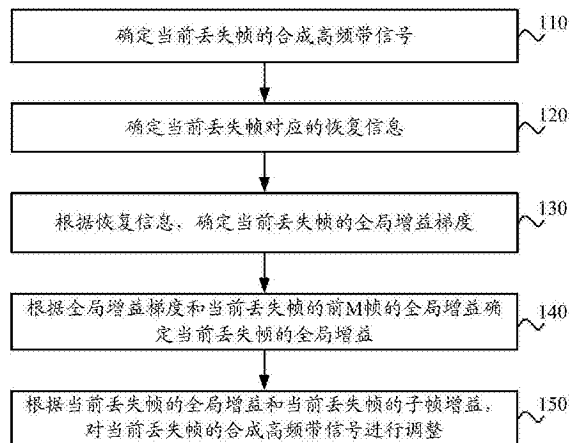 确定当前丢失帧的合成高频带信号
110
确定当前丢失帧对应的恢复信息
120
根据恢复信息，确定当前丢失帧的全局增益梯度
130
根据全局增益梯度和当前丢失帧的前M帧的全局增益确
定当前丢失帧的全局增益
140
根据当前丢失帧的全局增益和当前丢失帧的子帧增益，
对当前丢失帧的合成高频带信号进行调整
150